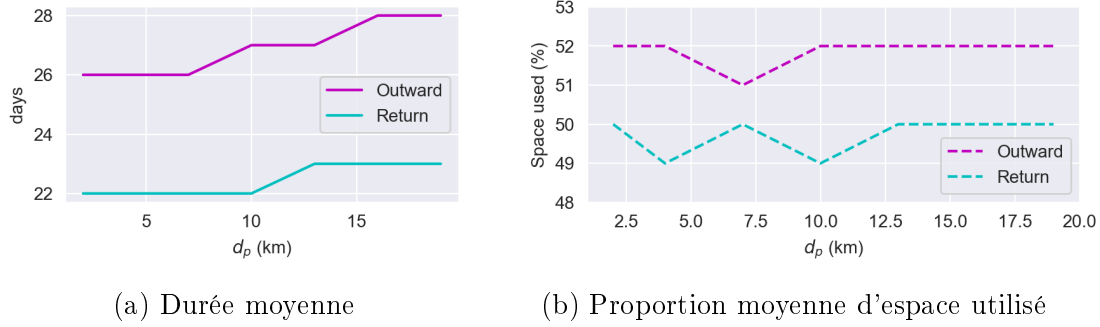 28
26
24
22
days
5
10
15
d_p (km)
Outward
Return
(a) Durée moyenne
53
52
51
50
49
48
Space used (%)
2.5
5.0
7.5
10.0
12.5
15.0
17.5
20.0
d_p (km)
Outward
Return
(b) Proportion moyenne d'espace utilisé